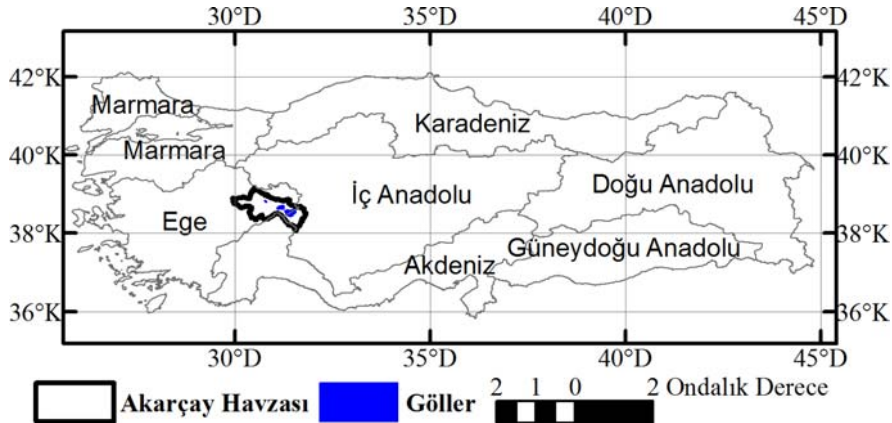 30°D 35°D 40°D 45°D
42°K 42°K
Marmara
Karadeniz
40°K Marmara 40°K
İç Anadolu Doğu Anadolu
Ege
38°K 38°K
Güneydoğu Anadolu
Akdeniz
36°K 36°K
30°D 35°D 40°D 45°D
Akarçay Havzası Göller 2 1 0 2 Ondalık Derece